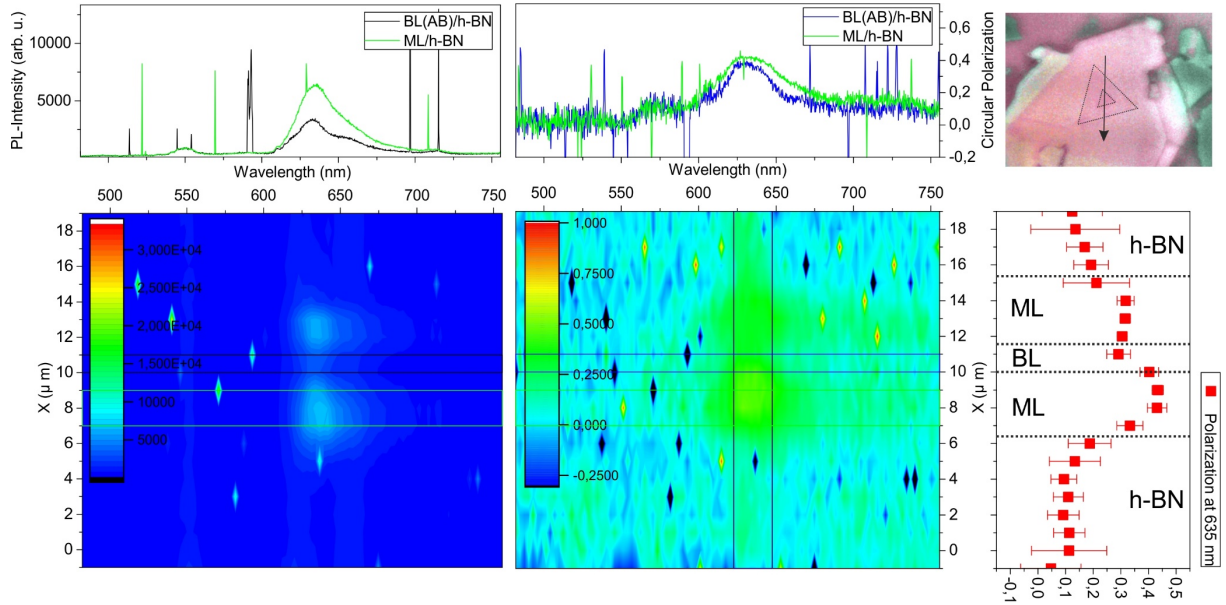 BL(AB)/h-BN
ML/h-BN
PL-Intensity (arb. u.)
10000
5000
Wavelength (nm)
500 550 600 650 700 750
BL(AB)/h-BN
ML/h-BN
0,6
0,4
0,2
0,0
-0,2
Circular Polarization
Wavelength (nm)
500 550 600 650 700 750
X (µ m)
18
16
14
12
10
8
6
4
2
0
3,000E+04
2,000E+04
1,500E+04
10000
5000
1,000
0,7500
0,5000
0,2500
0,000
-0,2500
18
16
14
12
10
8
6
4
2
0
X (µ m)
h-BN
ML
BL
ML
h-BN
-0,1 0,0 0,1 0,2 0,3 0,4 0,5
Polarization at 635 nm